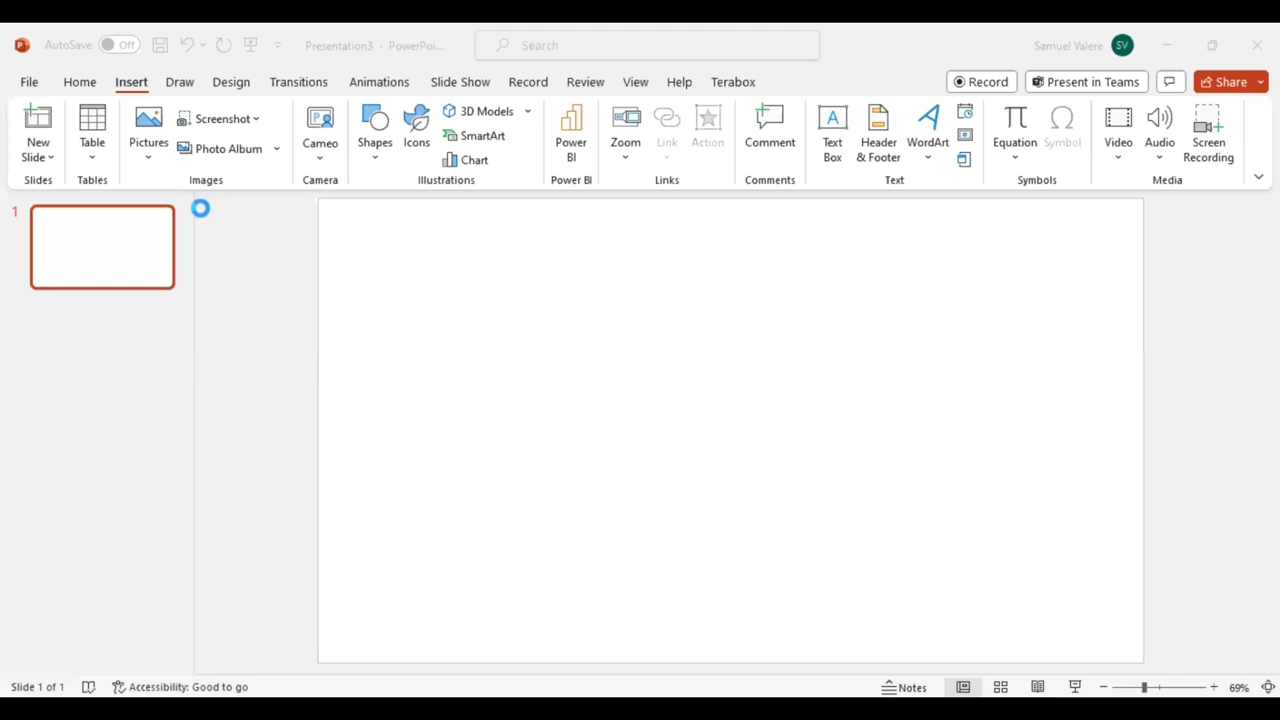 AutoSave Off Presentation3 - PowerPoi... Search Samuel Valere SV
File Home Insert Draw Design Transitions Animations Slide Show Record Review View Help Terabox Record Present in Teams Share
New Slide
Table
Pictures
Screenshot
Photo Album
Cameo
Shapes
Icons
3D Models
SmartArt
Chart
Power BI
Zoom
Link
Action
Comment
Text Box
Header & Footer
WordArt
Equation
Symbol
Video
Audio
Screen Recording
Slides Tables Images Camera Illustrations Power BI Links Comments Text Symbols Media
1
Slide 1 of 1 Accessibility: Good to go Notes 69%